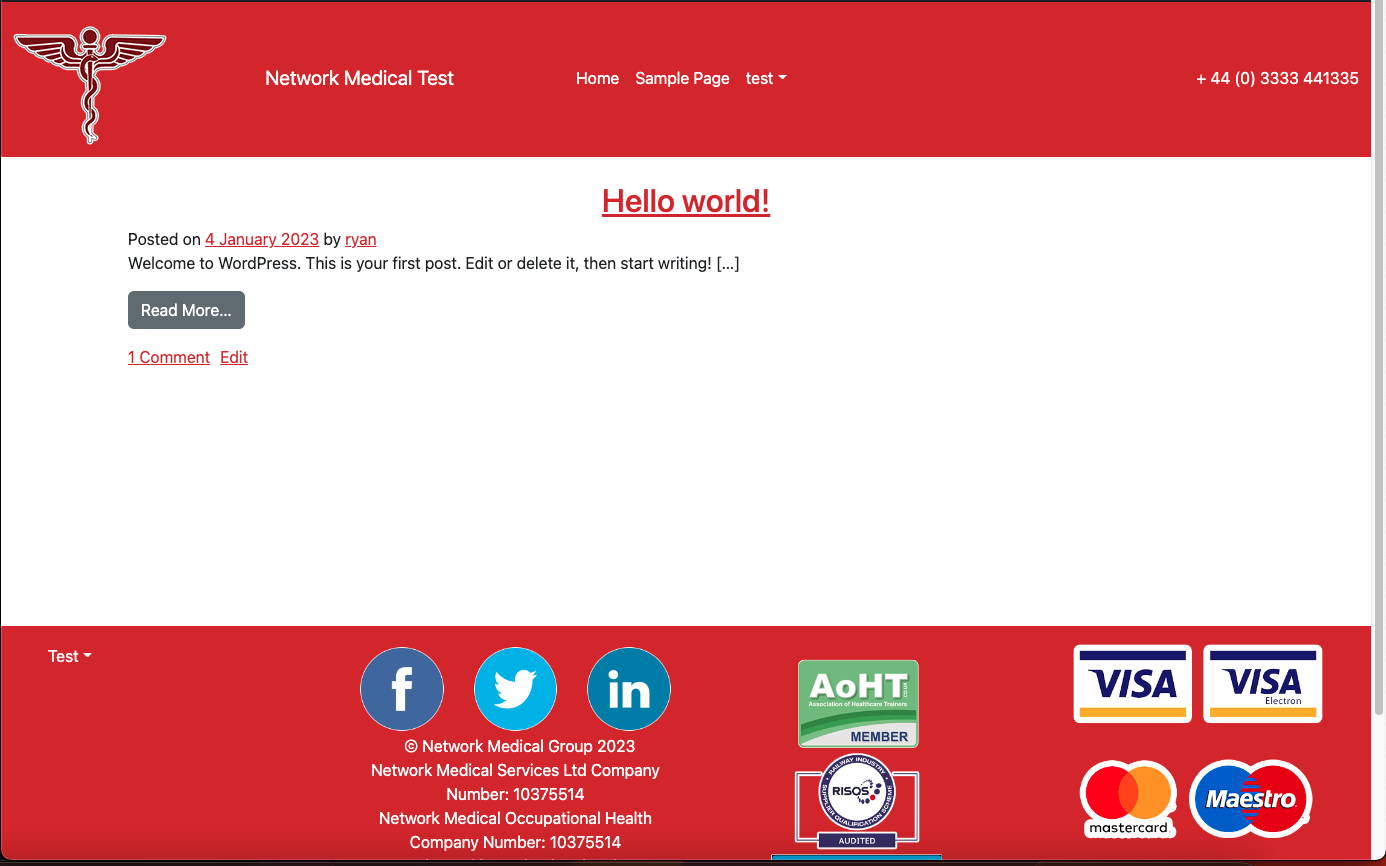 Network Medical Test
Home Sample Page test
+ 44 (0) 3333 441335
Hello world!
Posted on 4 January 2023 by ryan
Welcome to WordPress. This is your first post. Edit or delete it, then start writing! [...]
Read More...
1 Comment Edit
Test
f
in
© Network Medical Group 2023
Network Medical Services Ltd Company
Number: 10375514
Network Medical Occupational Health
Company Number: 10375514
AoHT
Association of Healthcare Trainers
MEMBER
RAILWAY INDUSTRY
SUPPLIER QUALIFICATION SCHEME
RISQS
AUDITED
VISA
VISA
Electron
mastercard
Maestro